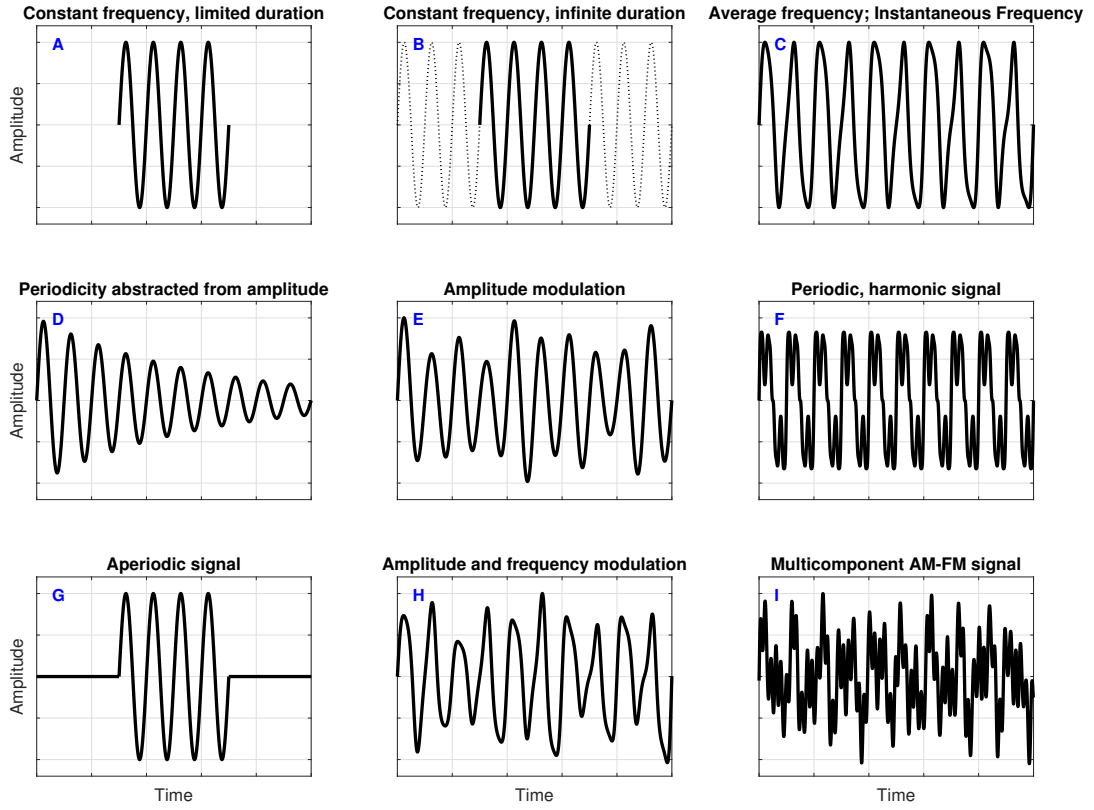 Constant frequency, limited duration
Constant frequency, infinite duration
Average frequency; Instantaneous Frequency
A
B
C
Amplitude
Periodicity abstracted from amplitude
Amplitude modulation
Periodic, harmonic signal
D
E
F
Amplitude
Aperiodic signal
Amplitude and frequency modulation
Multicomponent AM-FM signal
G
H
I
Amplitude
Time
Time